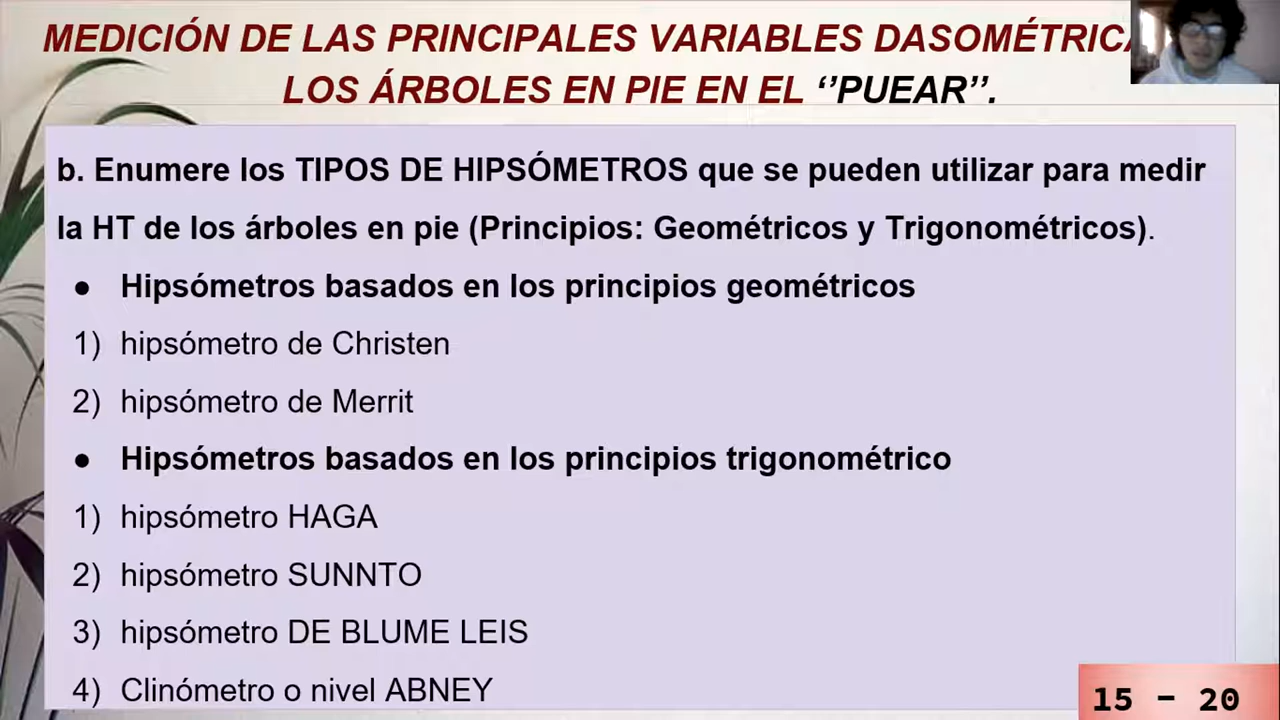 MEDICIÓN DE LAS PRINCIPALES VARIABLES DASOMÉTRICA
LOS ÁRBOLES EN PIE EN EL ‘’PUEAR’’.
b. Enumere los TIPOS DE HIPSÓMETROS que se pueden utilizar para medir
la HT de los árboles en pie (Principios: Geométricos y Trigonométricos).
● Hipsómetros basados en los principios geométricos
1) hipsómetro de Christen
2) hipsómetro de Merrit
● Hipsómetros basados en los principios trigonométrico
1) hipsómetro HAGA
2) hipsómetro SUNNTO
3) hipsómetro DE BLUME LEIS
4) Clinómetro o nivel ABNEY
15 - 20